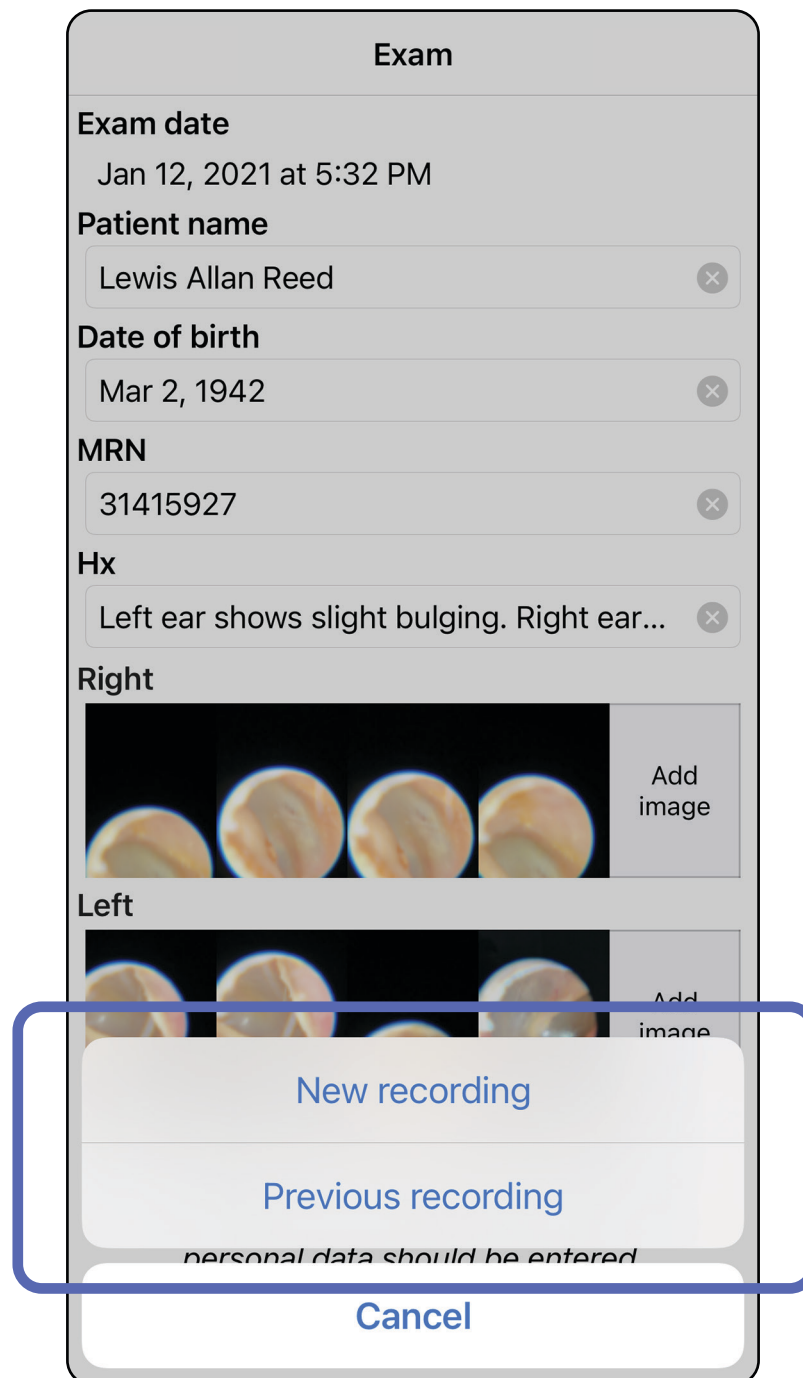 Exam
Exam date
Jan 12, 2021 at 5:32 PM
Patient name
Lewis Allan Reed
Date of birth
Mar 2, 1942
MRN
31415927
Hx
Left ear shows slight bulging. Right ear...
Right
Add
image
Left
Add
image
New recording
Previous recording
personal data should be entered
Cancel